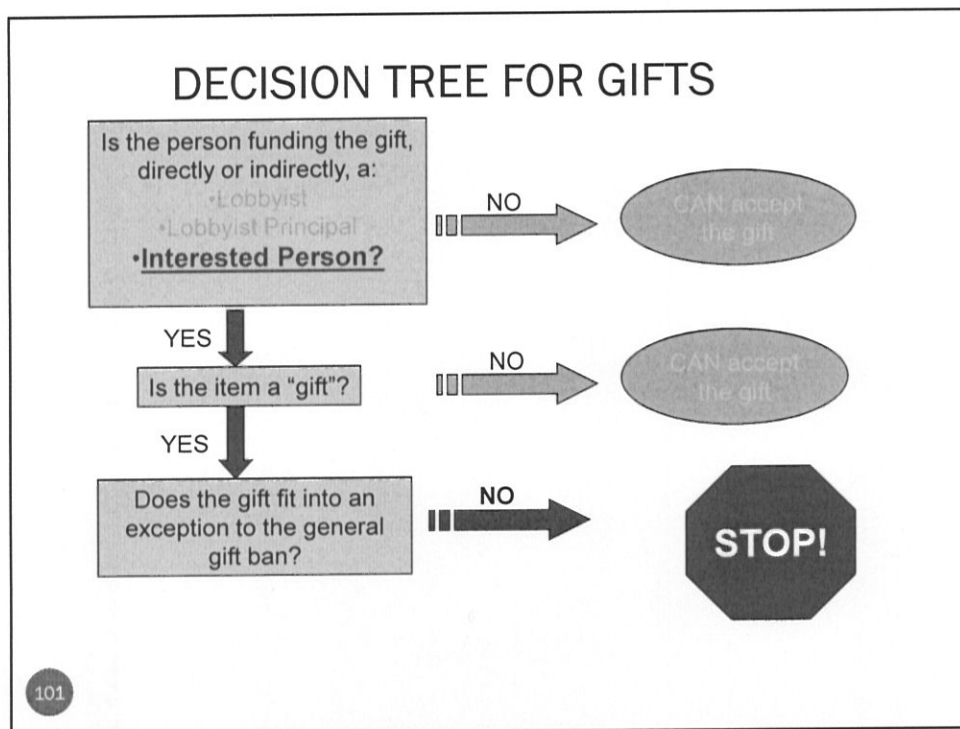 DECISION TREE FOR GIFTS
Is the person funding the gift,
directly or indirectly, a:
•Lobbyist
•Lobbyist Principal
•Interested Person?
NO
CAN accept
the gift
YES
Is the item a “gift”?
NO
CAN accept
the gift
YES
Does the gift fit into an
exception to the general
gift ban?
NO
STOP!
101